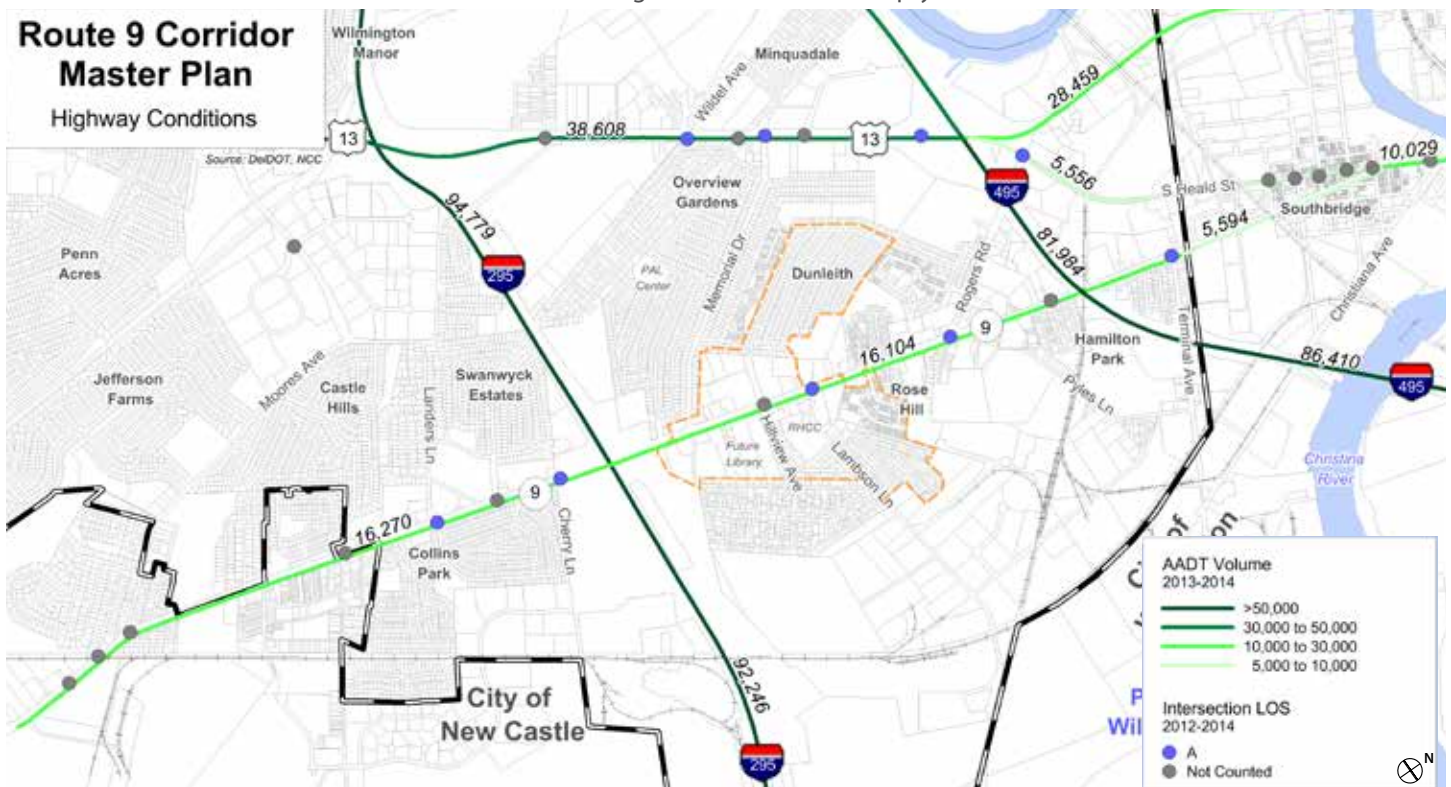 Route 9 Corridor
Master Plan
Highway Conditions
Source: DelDOT, NCC
Wilmington
Manor
Minquadale
Wildel Ave
13
38,608
13
28,459
10,029
5,556
S Heald St
Southbridge
495
5,594
Overview
Gardens
94,779
Penn
Acres
295
PAL
Center
Memorial Dr
Dunleith
Rogers Rd
81,984
Christiana Ave
9
16,104
Hamilton
Park
Terminal Ave
86,410
495
Jefferson
Farms
Moores Ave
Castle
Hills
Landers Ln
Swanwyck
Estates
Rose
Hill
Pyles Ln
RHCC
Future
Library
Hillview Ave
Lambson Ln
Christina
River
9
16,270
Collins
Park
Cherry Ln
City of
New Castle
92,246
295
AADT Volume
2013-2014
>50,000
30,000 to 50,000
10,000 to 30,000
5,000 to 10,000
Intersection LOS
2012-2014
A
Not Counted
N